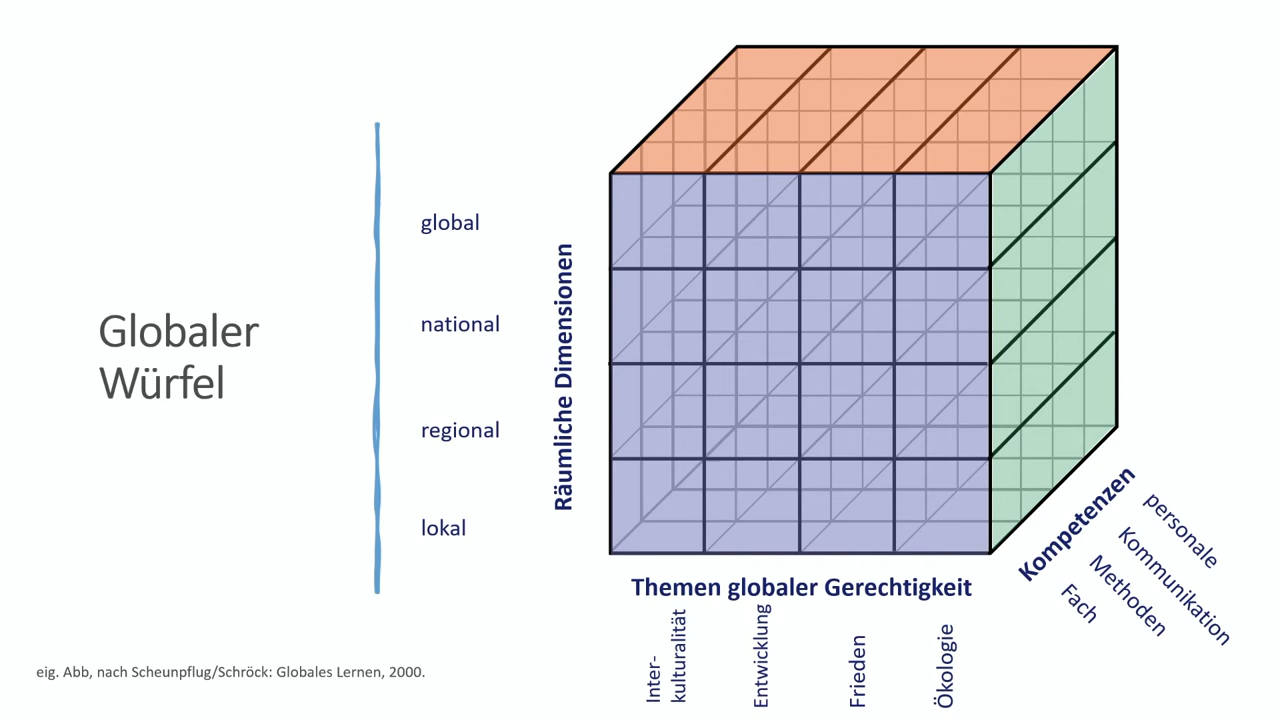 Globaler
Würfel
global
national
regional
lokal
Räumliche Dimensionen
Themen globaler Gerechtigkeit
Inter-
kulturalität
Entwicklung
Frieden
Ökologie
Kompetenzen
Fach
Methoden
Kommunikation
personale
eig. Abb, nach Scheunpflug/Schröck: Globales Lernen, 2000.